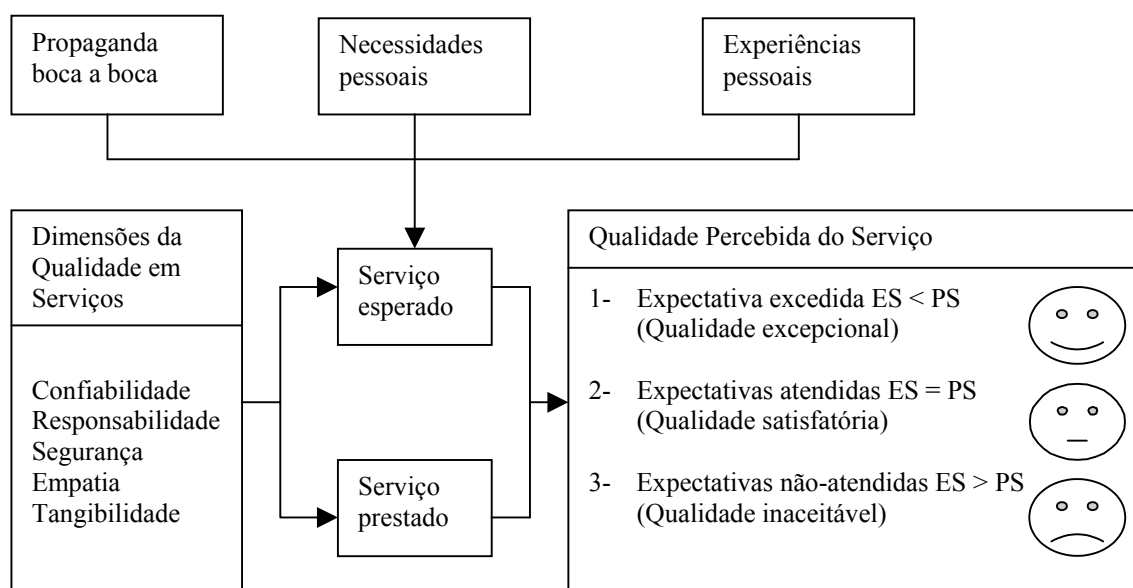 Propaganda
boca a boca
Necessidades
pessoais
Experiências
pessoais
Dimensões da
Qualidade em
Serviços
Confiabilidade
Responsabilidade
Segurança
Empatia
Tangibilidade
Serviço
esperado
Serviço
prestado
Qualidade Percebida do Serviço
1- Expectativa excedida ES < PS
(Qualidade excepcional)
2- Expectativas atendidas ES = PS
(Qualidade satisfatória)
3- Expectativas não-atendidas ES > PS
(Qualidade inaceitável)